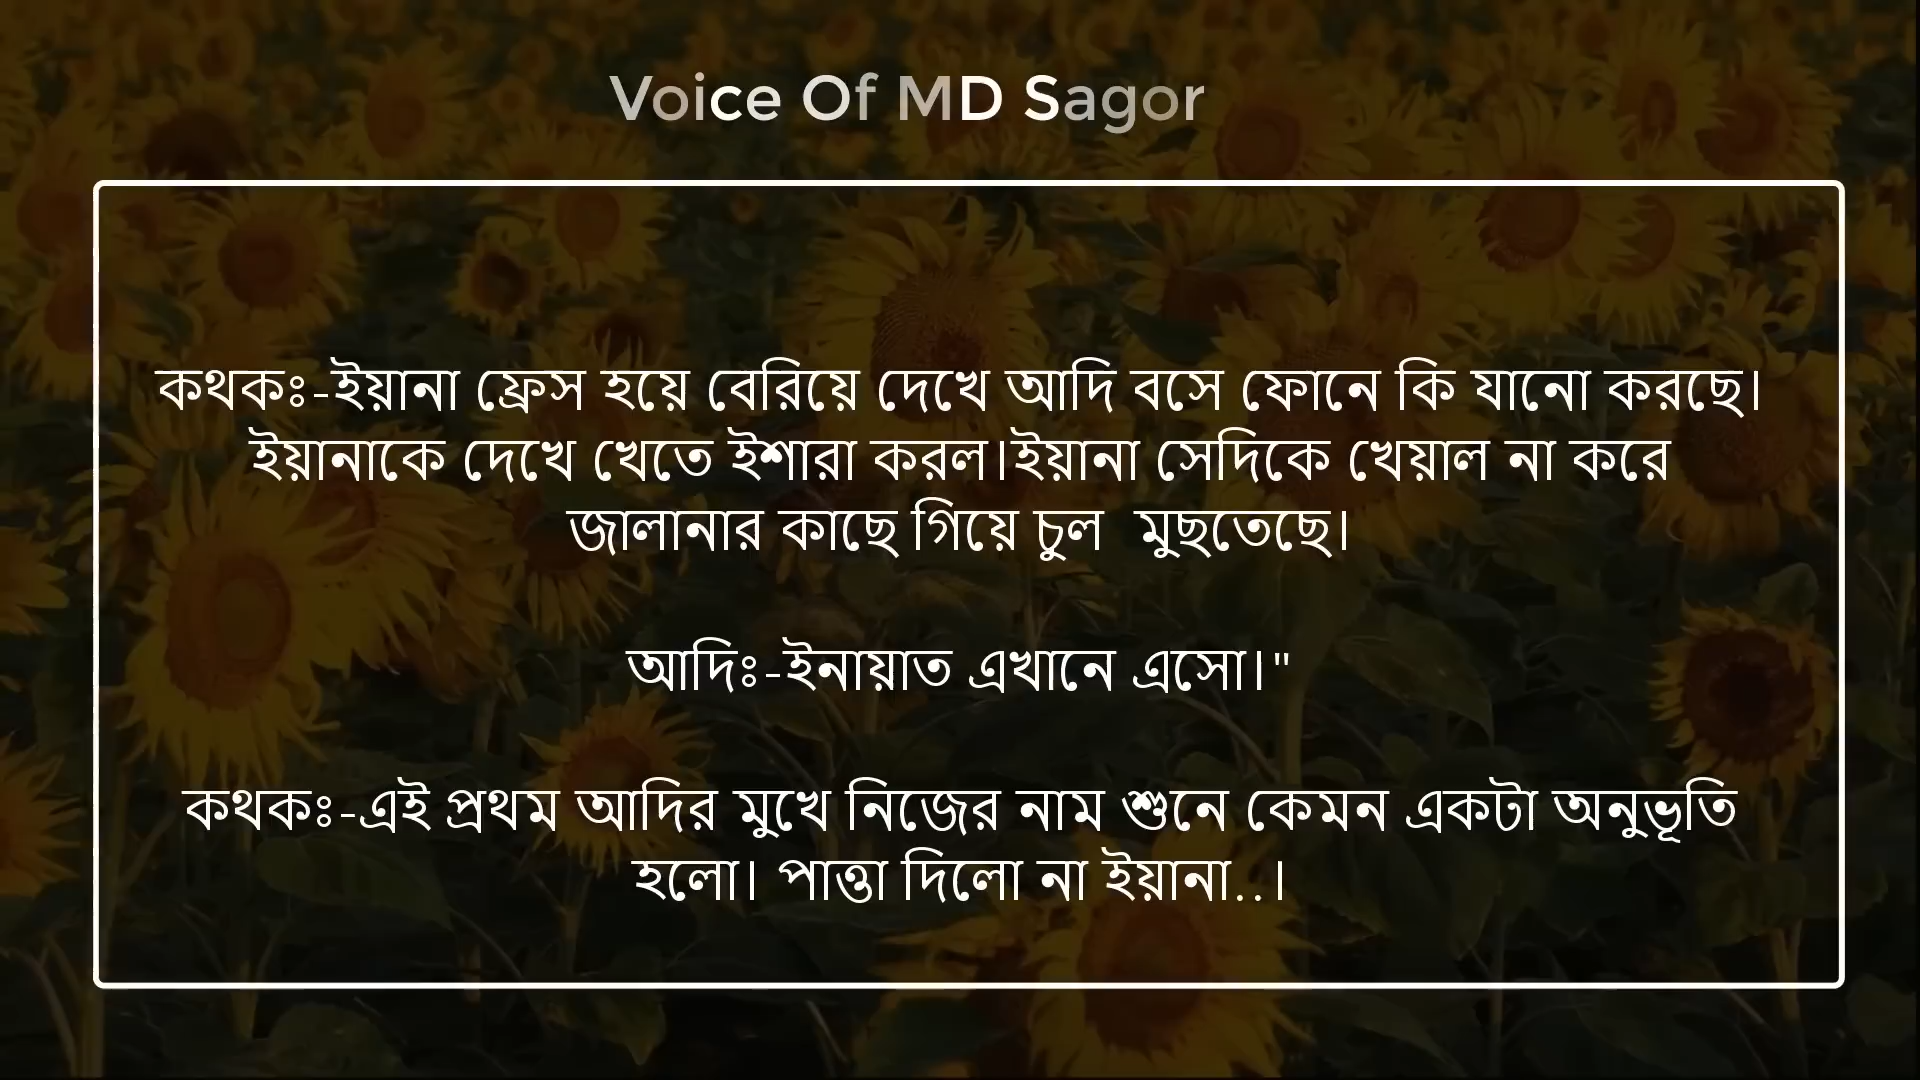 Voice Of MD Sagor
কথকঃ-ইয়ানা ফ্রেস হয়ে বেরিয়ে দেখে আদি বসে ফোনে কি যানো করছে।
ইয়ানাকে দেখে খেতে ইশারা করল।ইয়ানা সেদিকে খেয়াল না করে
জালানার কাছে গিয়ে চুল  মুছতেছে।
আদিঃ-ইনায়াত এখানে এসো।"
কথকঃ-এই প্রথম আদির মুখে নিজের নাম শুনে কেমন একটা অনুভূতি
হলো। পাত্তা দিলো না ইয়ানা..।